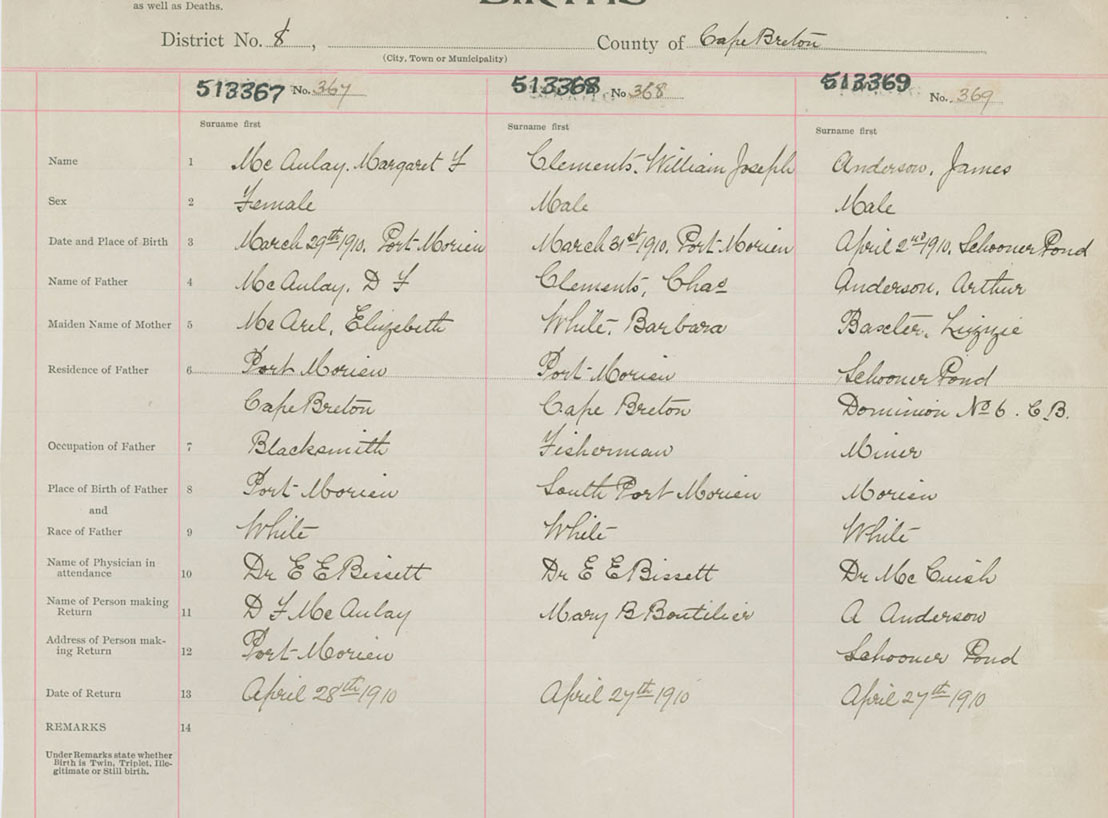 as well as Deaths.
BIRTHS
District No. 8, County of Cape Breton
(City, Town or Municipality)
513367 No. 367 513368 No 368 513369 No. 369
Surname first Surname first Surname first
Name 1 McAulay, Margaret F Clements, William Joseph Anderson, James
Sex 2 Female Male Male
Date and Place of Birth 3 March 29th 1910, Port Morien March 31st 1910, Port Morien April 2nd 1910, Schooner Pond
Name of Father 4 McAulay, D F Clements, Chas Anderson, Arthur
Maiden Name of Mother 5 Elizabeth White, Barbara Baxter, Lizzie
Residence of Father 6 Port Morien Port Morien Schooner Pond
Cape Breton Cape Breton Dominion No 6. C.B.
Occupation of Father 7 Blacksmith Fisherman Miner
Place of Birth of Father 8 Port Morien South Port Morien Morien
and
Race of Father 9 White White White
Name of Physician in
attendance 10 Dr E E Bissett Dr E E Bissett Dr McCuish
Name of Person making
Return 11 D F McAulay Mary B Boutilier A Anderson
Address of Person mak-
ing Return 12 Port Morien Schooner Pond
Date of Return 13 April 28th 1910 April 27th 1910 April 27th 1910
REMARKS 14
Under Remarks state whether
Birth is Twin, Triplet, Ille-
gitimate or Still birth.